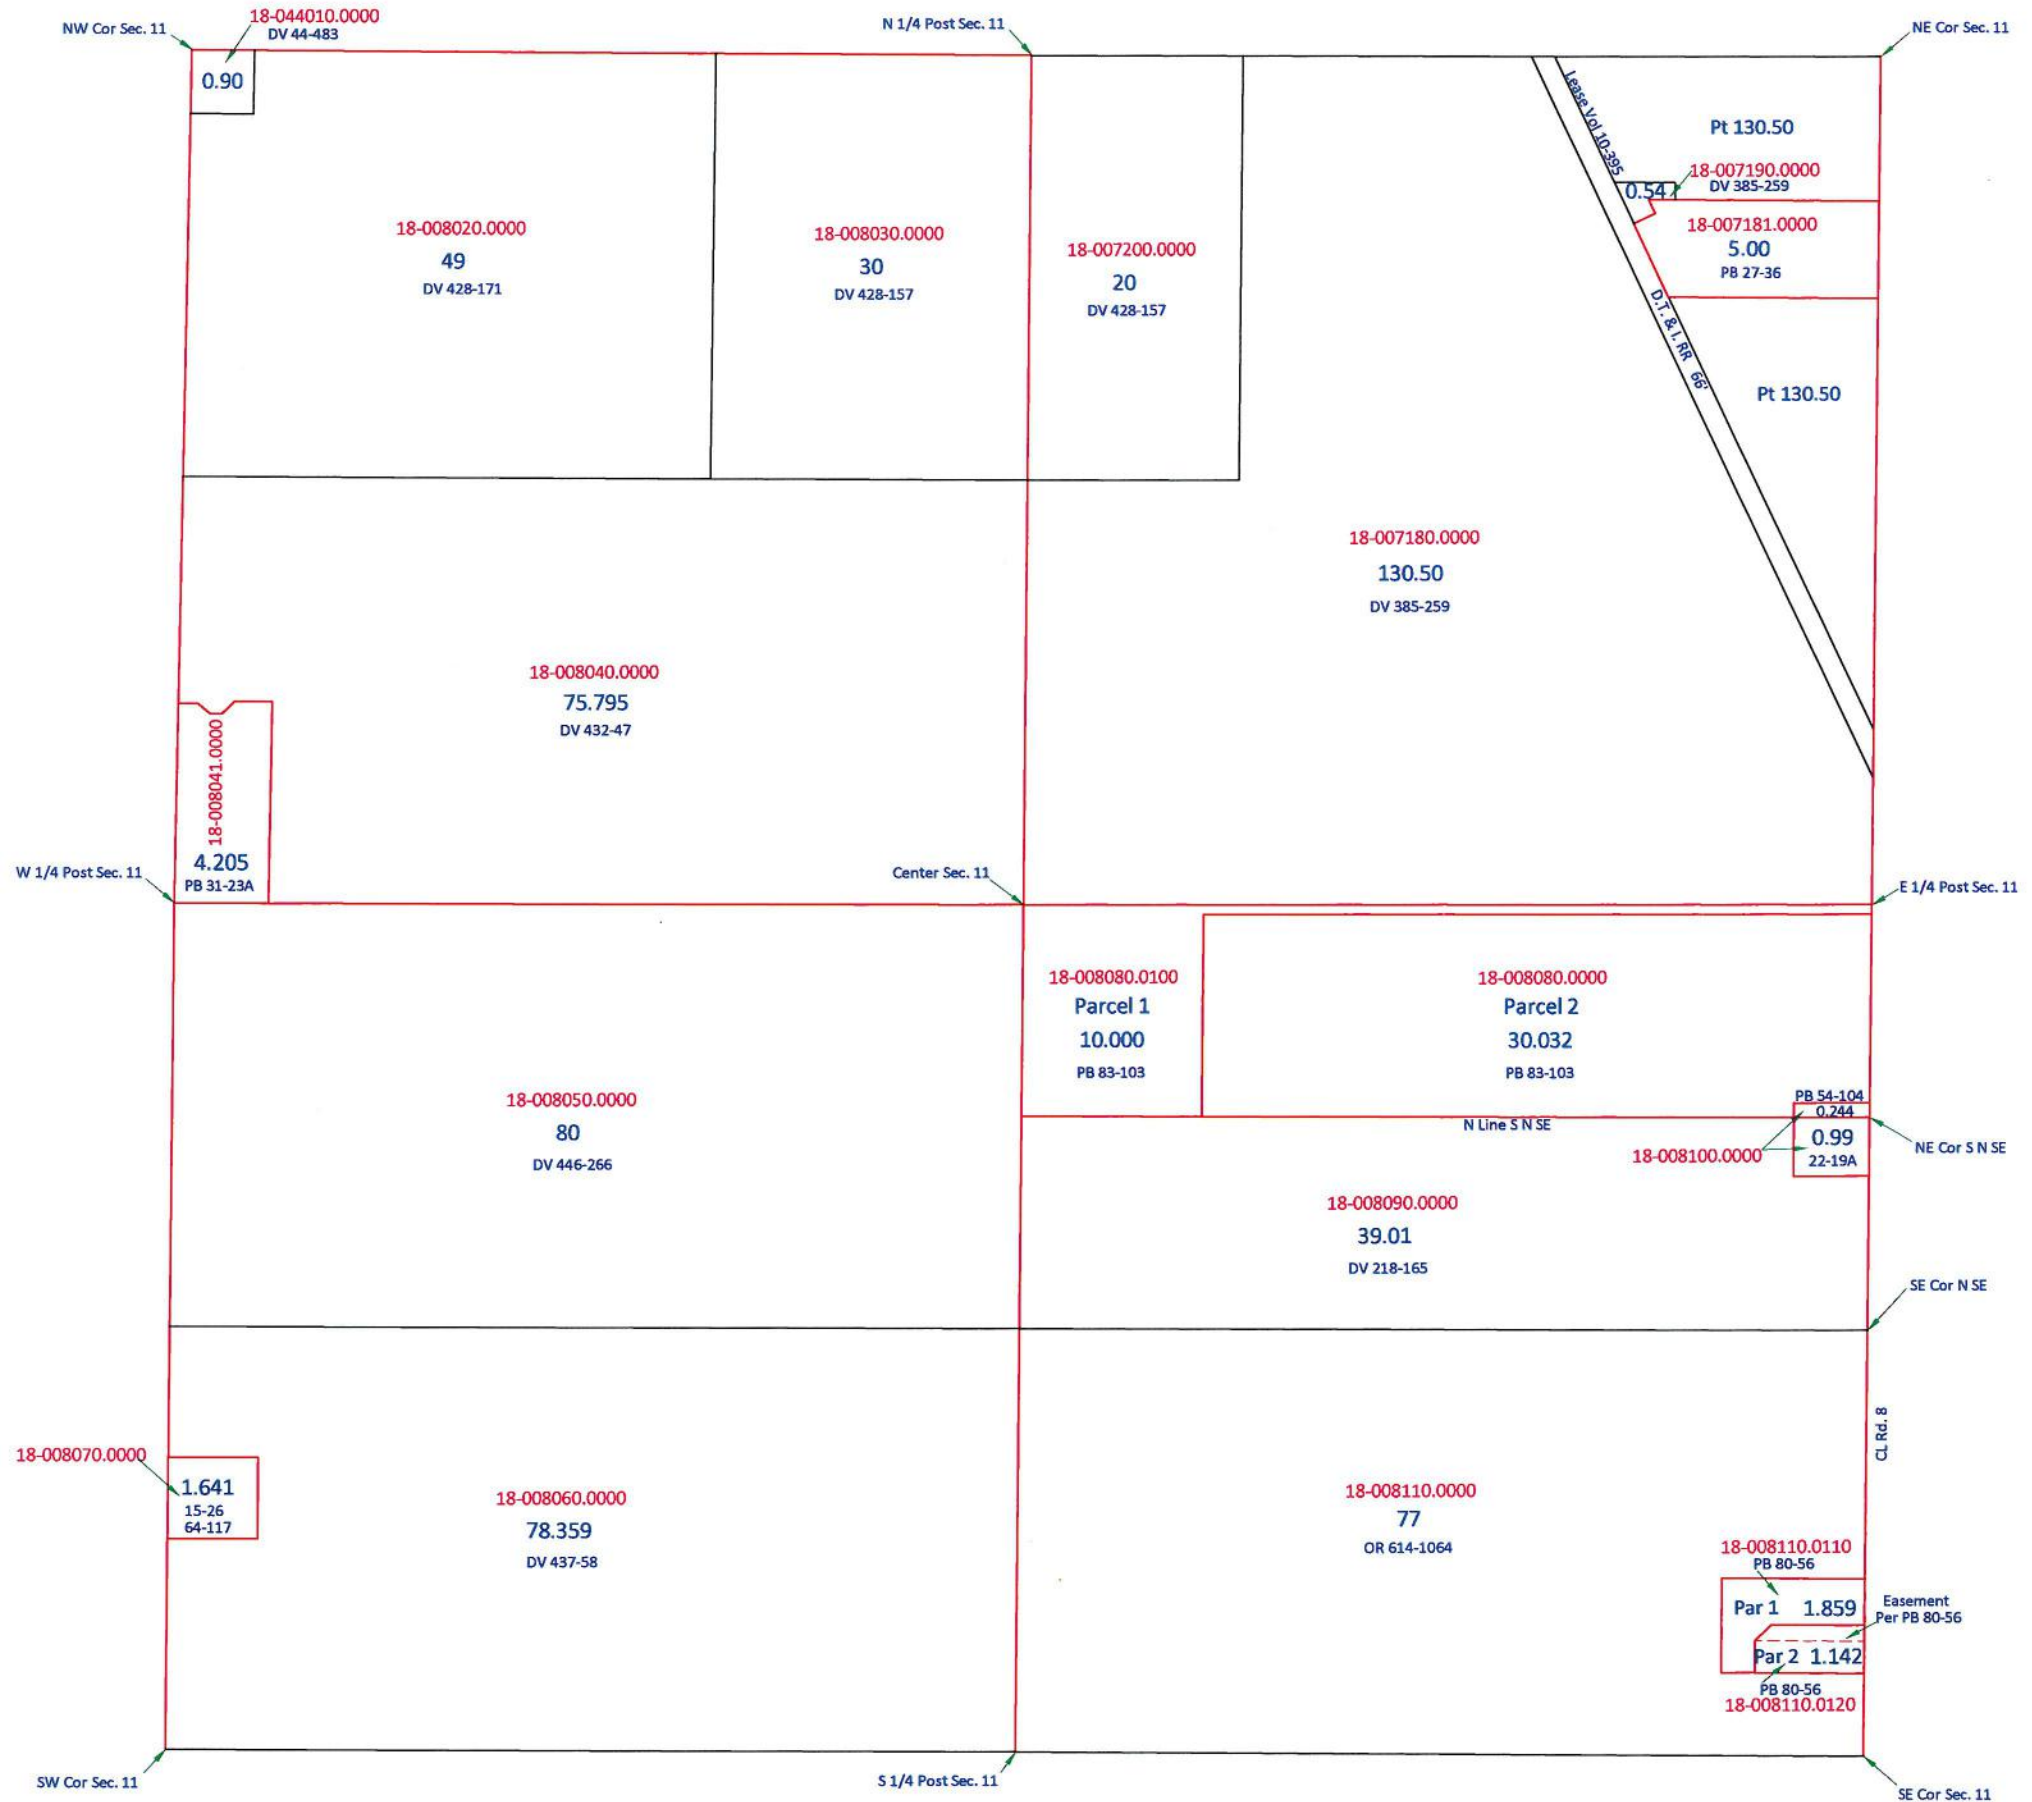 18-044010.0000
DV 44-483
NW Cor Sec. 11
N 1/4 Post Sec. 11
NE Cor Sec. 11
0.90
Lease Vol 10-395
Pt 130.50
18-007190.0000
DV 385-259
0.54
18-007181.0000
5.00
PB 27-36
18-008020.0000
49
DV 428-171
18-008030.0000
30
DV 428-157
18-007200.0000
20
DV 428-157
D.T. & I. RR 66'
Pt 130.50
18-007180.0000
130.50
DV 385-259
18-008040.0000
75.795
DV 432-47
18-008041.0000
4.205
PB 31-23A
W 1/4 Post Sec. 11
Center Sec. 11
E 1/4 Post Sec. 11
18-008080.0100
Parcel 1
10.000
PB 83-103
18-008080.0000
Parcel 2
30.032
PB 83-103
18-008050.0000
80
DV 446-266
PB 54-104
0.244
N Line S N SE
0.99
22-19A
18-008100.0000
NE Cor S N SE
18-008090.0000
39.01
DV 218-165
SE Cor N SE
CL Rd. 8
18-008070.0000
1.641
15-26
64-117
18-008060.0000
78.359
DV 437-58
18-008110.0000
77
OR 614-1064
18-008110.0110
PB 80-56
Par 1 1.859
Easement
Per PB 80-56
Par 2 1.142
PB 80-56
18-008110.0120
SW Cor Sec. 11
S 1/4 Post Sec. 11
SE Cor Sec. 11